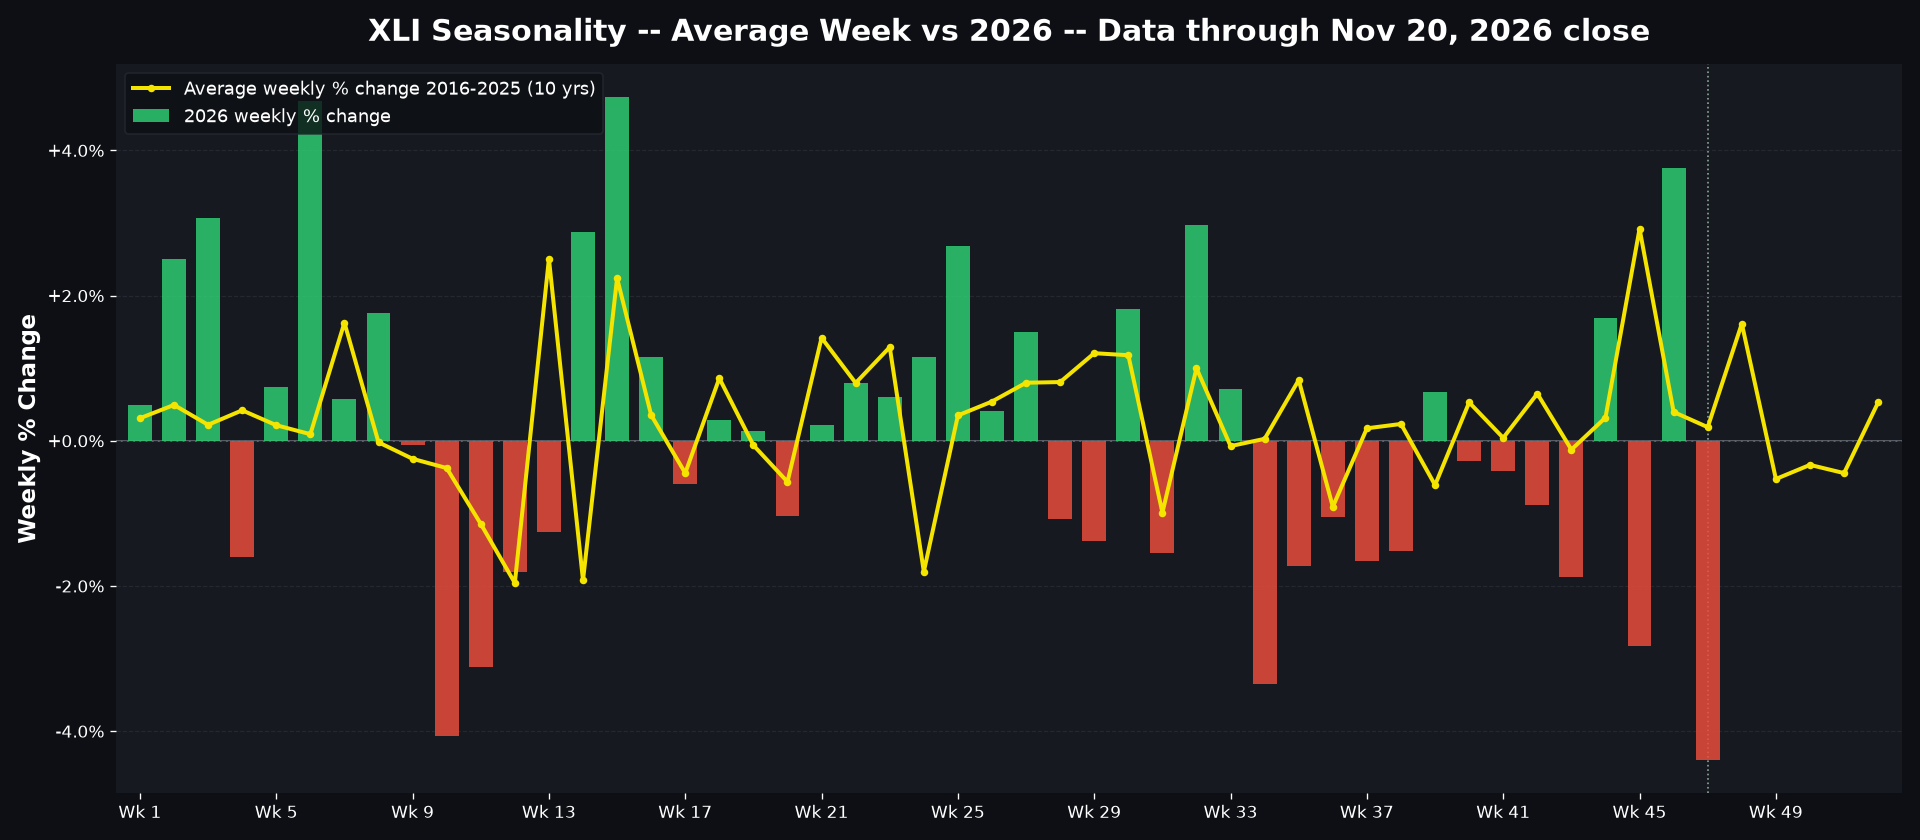 XLI Seasonality -- Average Week vs 2026 -- Data through Nov 20, 2026 close
Average weekly % change 2016-2025 (10 yrs)
2026 weekly % change
Weekly % Change
+4.0%
+2.0%
+0.0%
-2.0%
-4.0%
Wk 1
Wk 5
Wk 9
Wk 13
Wk 17
Wk 21
Wk 25
Wk 29
Wk 33
Wk 37
Wk 41
Wk 45
Wk 49